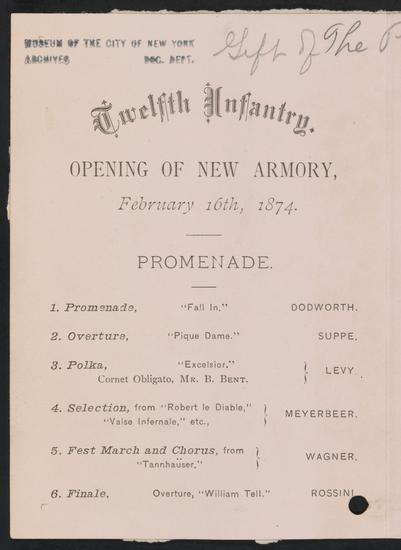 MUSEUM OF THE CITY OF NEW YORK
ARCHIVES DOC. DEPT.
Gift of The
Twelfth Infantry.
OPENING OF NEW ARMORY,
February 16th, 1874.
PROMENADE.
1. Promenade, "Fall In." DODWORTH.
2. Overture, "Pique Dame." SUPPE.
3. Polka, "Excelsior." LEVY
Cornet Obligato, MR. B. BENT.
4. Selection, from "Robert le Diable," MEYERBEER.
"Valse Infernale," etc.,
5. Fest March and Chorus, from WAGNER.
"Tannhaüser."
6. Finale, Overture, "William Tell." ROSSINI